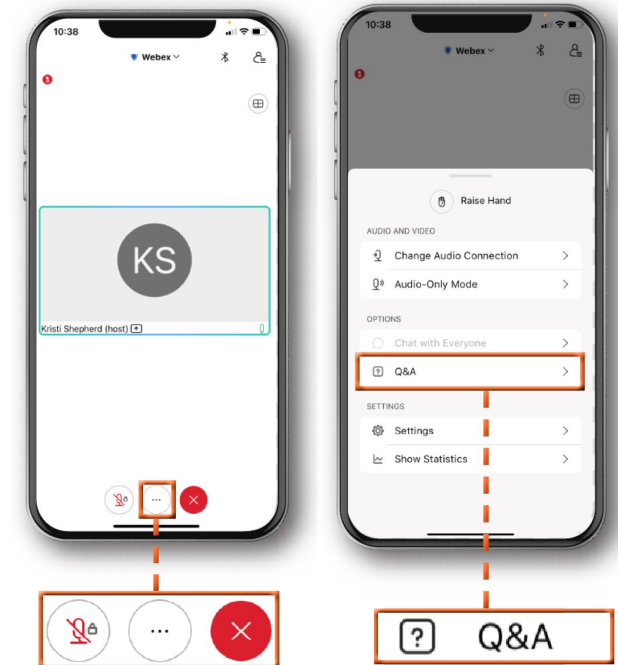 10:38
Webex
KS
Kristi Shepherd (host)
...
...
10:38
Webex
Raise Hand
AUDIO AND VIDEO
Change Audio Connection
Audio-Only Mode
OPTIONS
Chat with Everyone
? Q&A
SETTINGS
Settings
Show Statistics
? Q&A